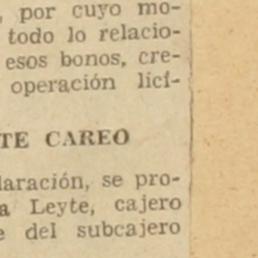 , por cuyo mo-
todo lo relacio-
esos bonos, cre-
operación lící-
TE CAREO
laración, se pro-
a Leyte, cajero
e del subcajero